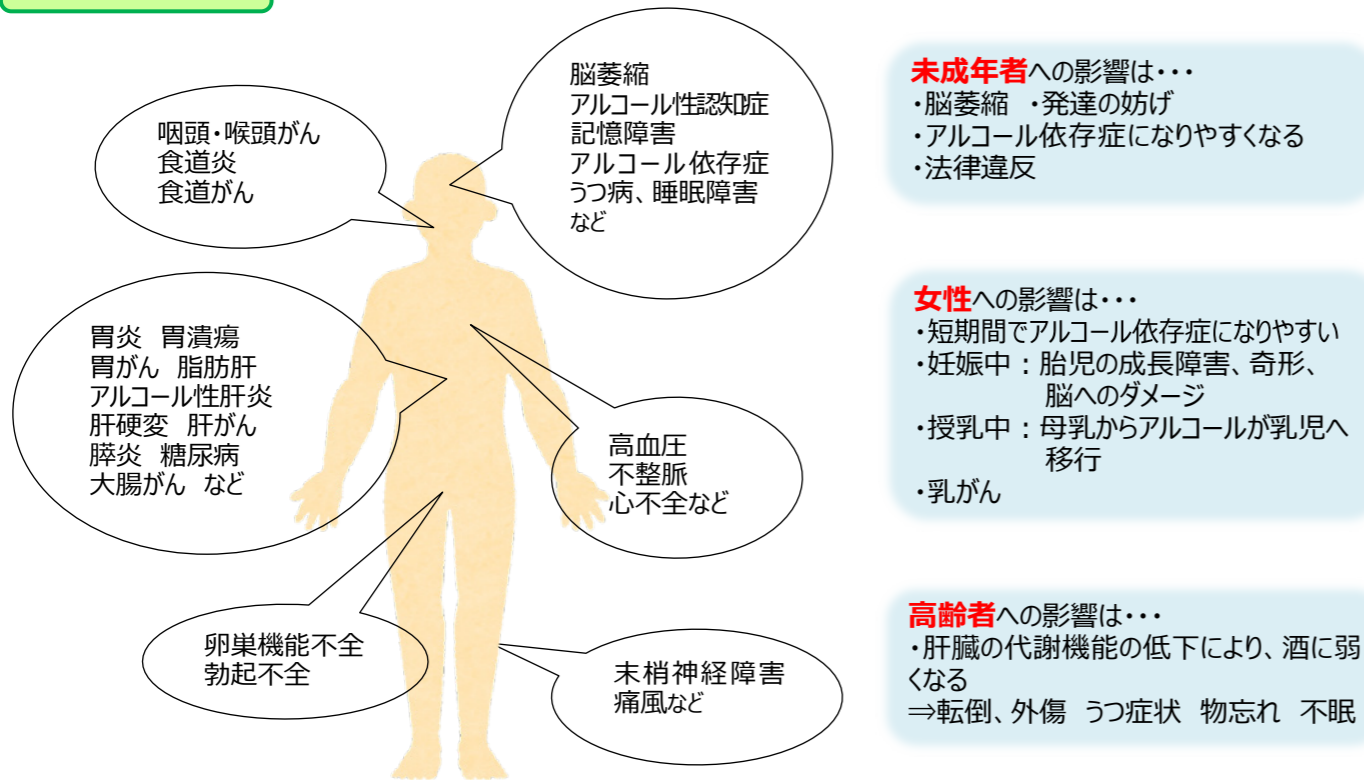 脳萎縮
アルコール性認知症
記憶障害
アルコール依存症
うつ病、睡眠障害
など
咽頭・喉頭がん
食道炎
食道がん
胃炎 胃潰瘍
胃がん 脂肪肝
アルコール性肝炎
肝硬変 肝がん
膵炎 糖尿病
大腸がん など
高血圧
不整脈
心不全など
卵巣機能不全
勃起不全
末梢神経障害
痛風など
未成年者への影響は・・・
・脳萎縮 ・発達の妨げ
・アルコール依存症になりやすくなる
・法律違反
女性への影響は・・・
・短期間でアルコール依存症になりやすい
・妊娠中：胎児の成長障害、奇形、
脳へのダメージ
・授乳中：母乳からアルコールが乳児へ
移行
・乳がん
高齢者への影響は・・・
・肝臓の代謝機能の低下により、酒に弱
くなる
⇒転倒、外傷 うつ症状 物忘れ 不眠